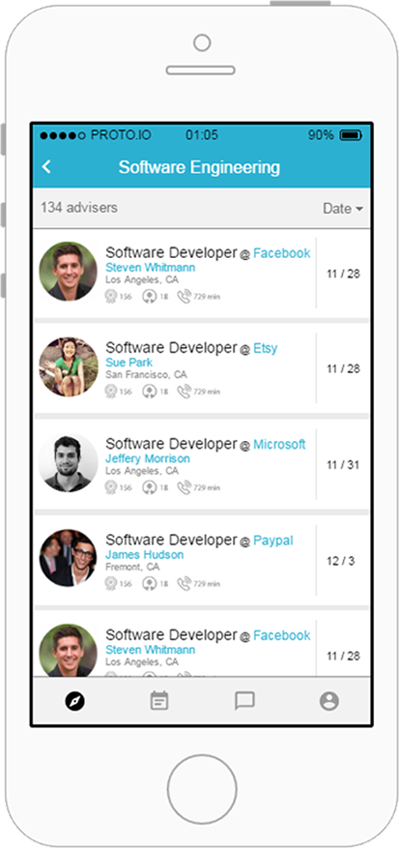 PROTO.IO 01:05 90%
Software Engineering
134 advisers Date
Software Developer @ Facebook
Steven Whitmann
Los Angeles, CA
156 18 729 min
11 / 28
Software Developer @ Etsy
Sue Park
San Francisco, CA
156 18 729 min
11 / 28
Software Developer @ Microsoft
Jeffery Morrison
Los Angeles, CA
156 18 729 min
11 / 31
Software Developer @ Paypal
James Hudson
Fremont, CA
156 18 729 min
12 / 3
Software Developer @ Facebook
Steven Whitmann
Los Angeles, CA
11 / 28